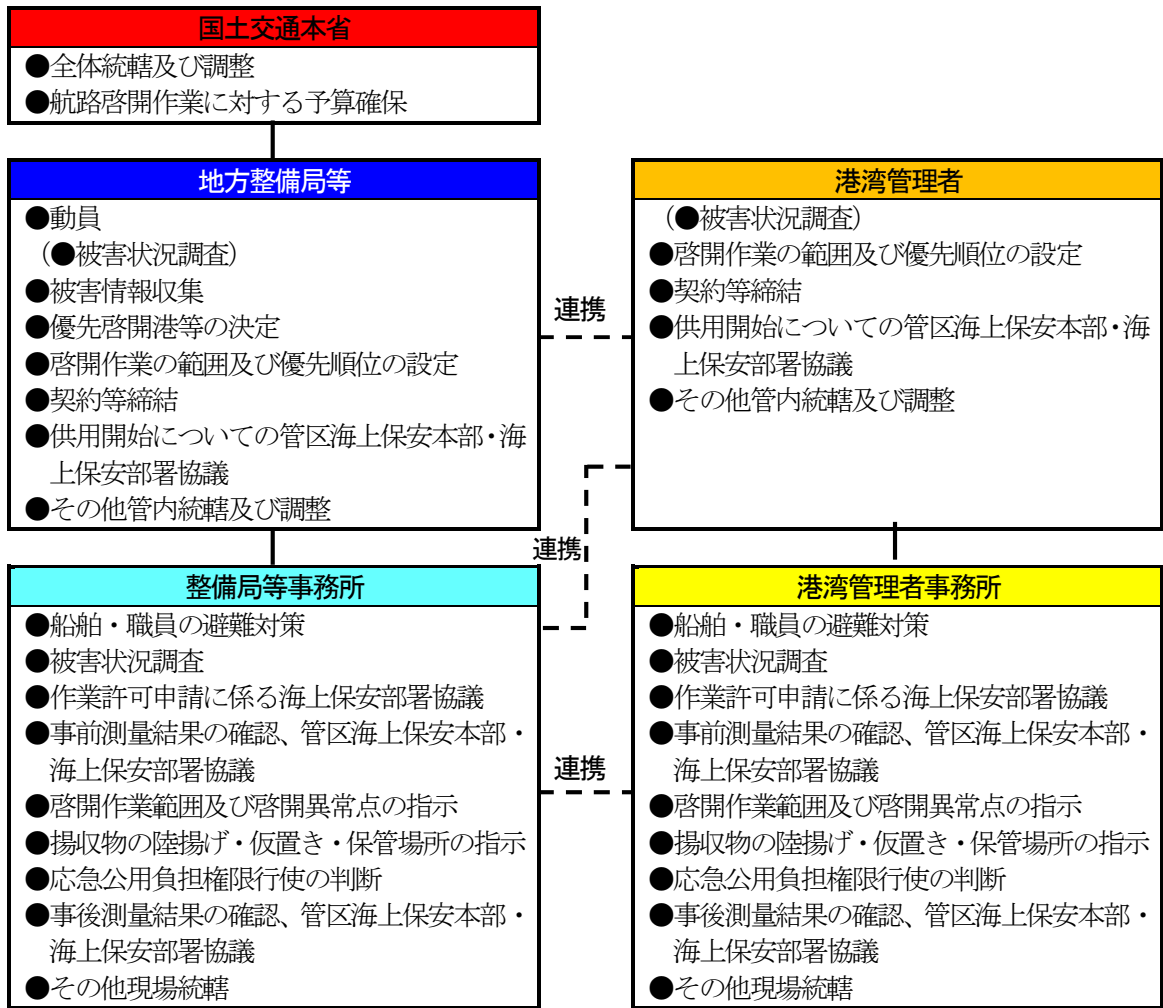 国土交通本省
●全体統轄及び調整
●航路啓開作業に対する予算確保
地方整備局等
●動員
（●被害状況調査）
●被害情報収集
●優先啓開港等の決定
●啓開作業の範囲及び優先順位の設定
●契約等締結
●供用開始についての管区海上保安本部・海
上保安部署協議
●その他管内統轄及び調整
連携
港湾管理者
（●被害状況調査）
●啓開作業の範囲及び優先順位の設定
●契約等締結
●供用開始についての管区海上保安本部・海
上保安部署協議
●その他管内統轄及び調整
連携
整備局等事務所
●船舶・職員の避難対策
●被害状況調査
●作業許可申請に係る海上保安部署協議
●事前測量結果の確認、管区海上保安本部・
海上保安部署協議
●啓開作業範囲及び啓開異常点の指示
●揚収物の陸揚げ・仮置き・保管場所の指示
●応急公用負担権限行使の判断
●事後測量結果の確認、管区海上保安本部・
海上保安部署協議
●その他現場統轄
連携
港湾管理者事務所
●船舶・職員の避難対策
●被害状況調査
●作業許可申請に係る海上保安部署協議
●事前測量結果の確認、管区海上保安本部・
海上保安部署協議
●啓開作業範囲及び啓開異常点の指示
●揚収物の陸揚げ・仮置き・保管場所の指示
●応急公用負担権限行使の判断
●事後測量結果の確認、管区海上保安本部・
海上保安部署協議
●その他現場統轄